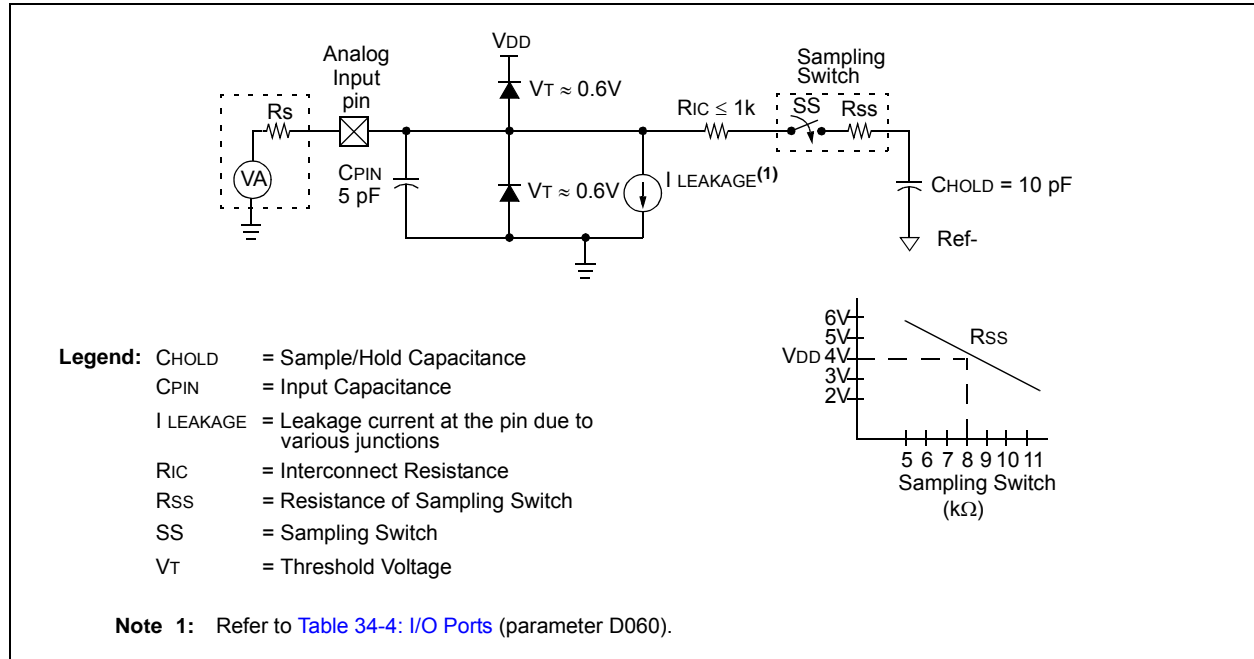 VDD
Analog
Input
pin
Sampling
Switch
Rs
VT ≈ 0.6V
RIC ≤ 1k
SS
Rss
VA
CPIN
5 pF
VT ≈ 0.6V
I LEAKAGE(1)
CHOLD = 10 pF
Ref-
6V
5V
VDD 4V
3V
2V
RSS
5 6 7 8 9 10 11
Sampling Switch
(kΩ)
Legend: CHOLD = Sample/Hold Capacitance
CPIN = Input Capacitance
I LEAKAGE = Leakage current at the pin due to
various junctions
RIC = Interconnect Resistance
RSS = Resistance of Sampling Switch
SS = Sampling Switch
VT = Threshold Voltage
Note 1: Refer to Table 34-4: I/O Ports (parameter D060).